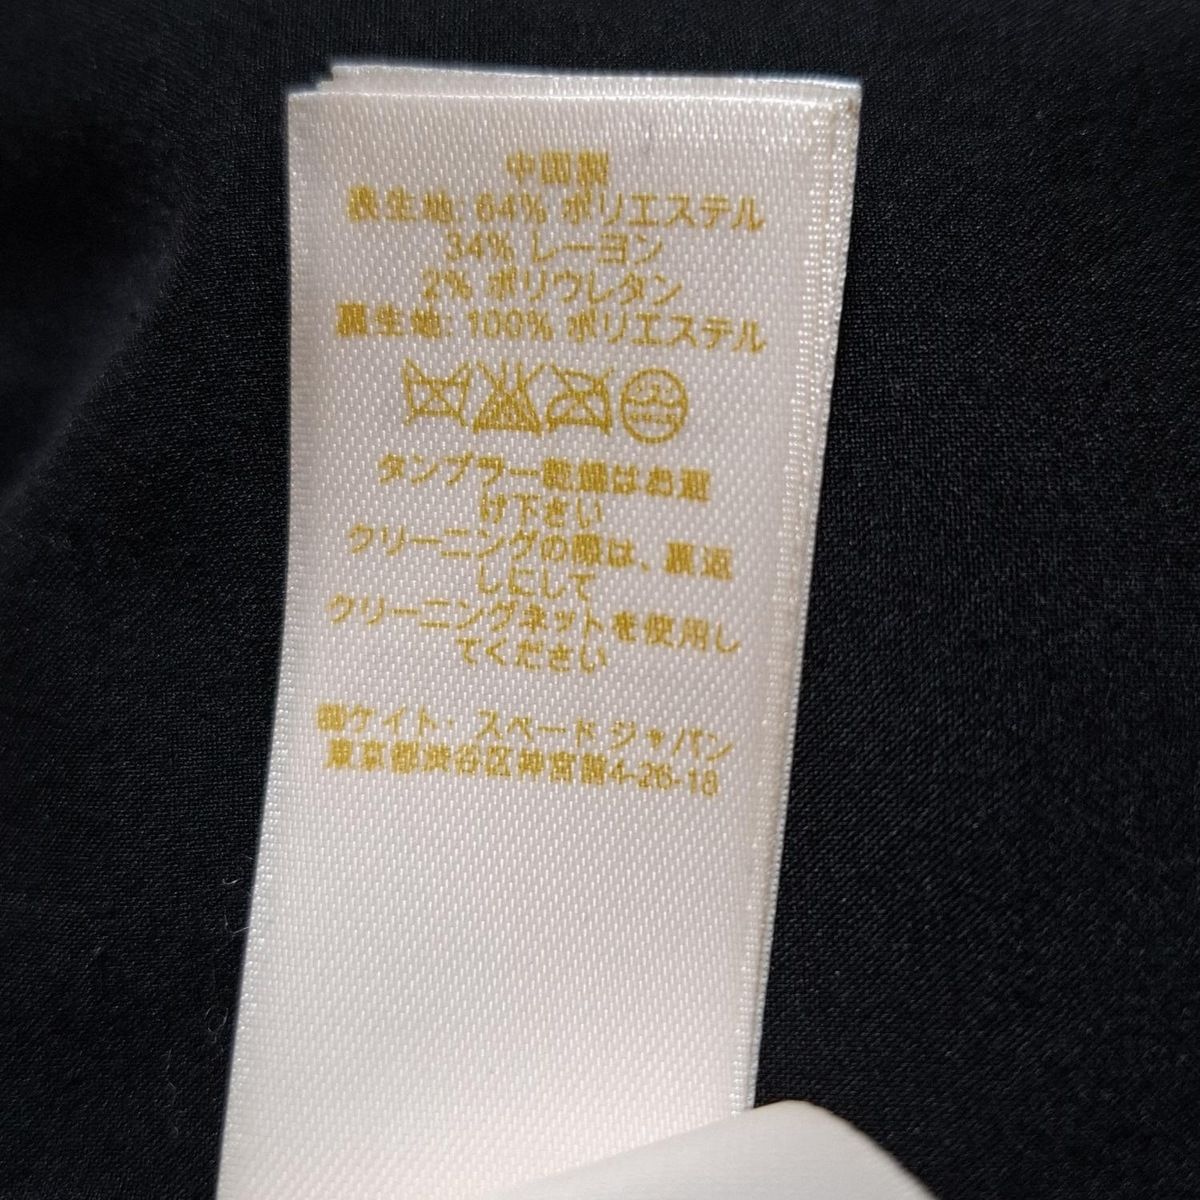 中国製
表生地: 64% ポリエステル
34% レーヨン
2% ポリウレタン
裏生地: 100% ポリエステル
タンブラー乾燥はお避
け下さい
クリーニングの際は、裏返
しにして
クリーニングネットを使用し
てください
㈱ケイト・スペードジャパン
東京都渋谷区神宮前4-26-18